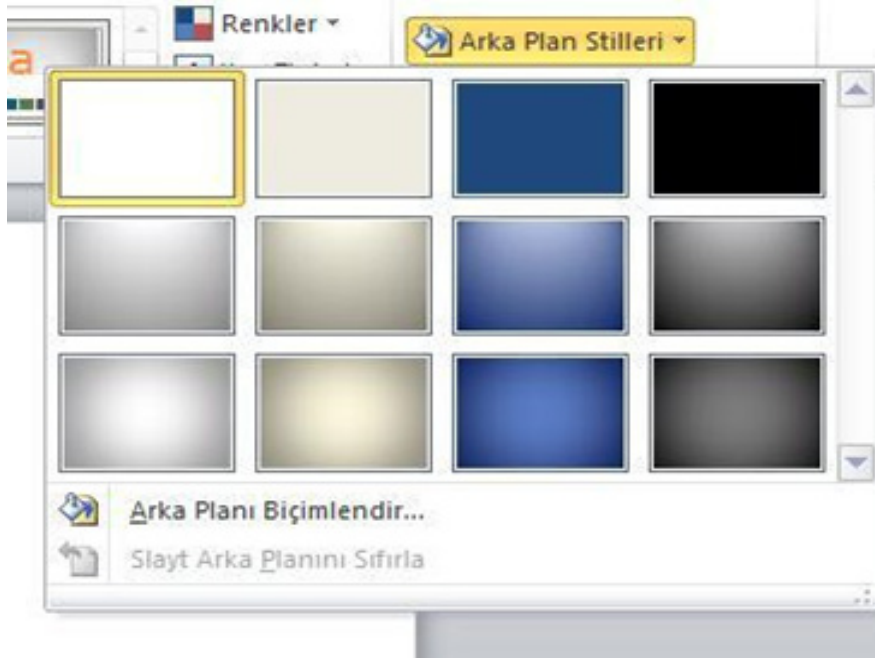 a
Renkler
Arka Plan Stilleri
Arka Planı Biçimlendir...
Slayt Arka Planını Sıfırla